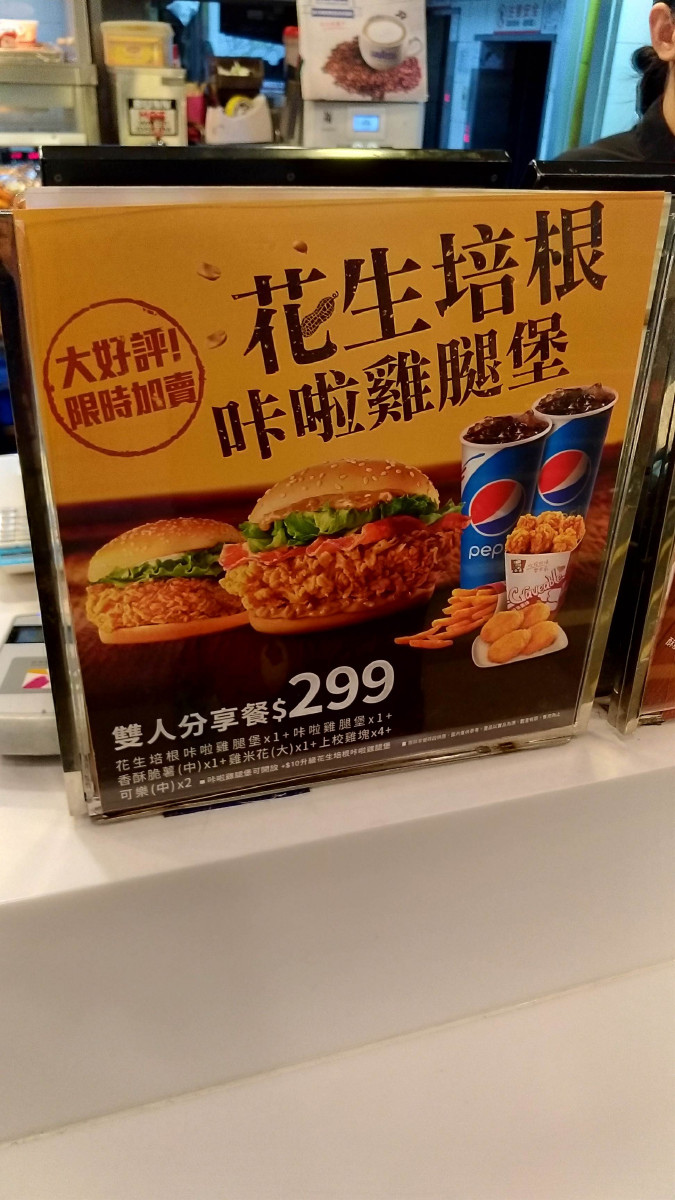 大好評!
限時加賣
花生培根
咔啦雞腿堡
pepsi
KFC
雙人分享餐$299
花生培根咔啦雞腿堡x1+咔啦雞腿堡x1+
香酥脆薯(中)x1+雞米花(大)x1+上校雞塊x4+
可樂(中)x2